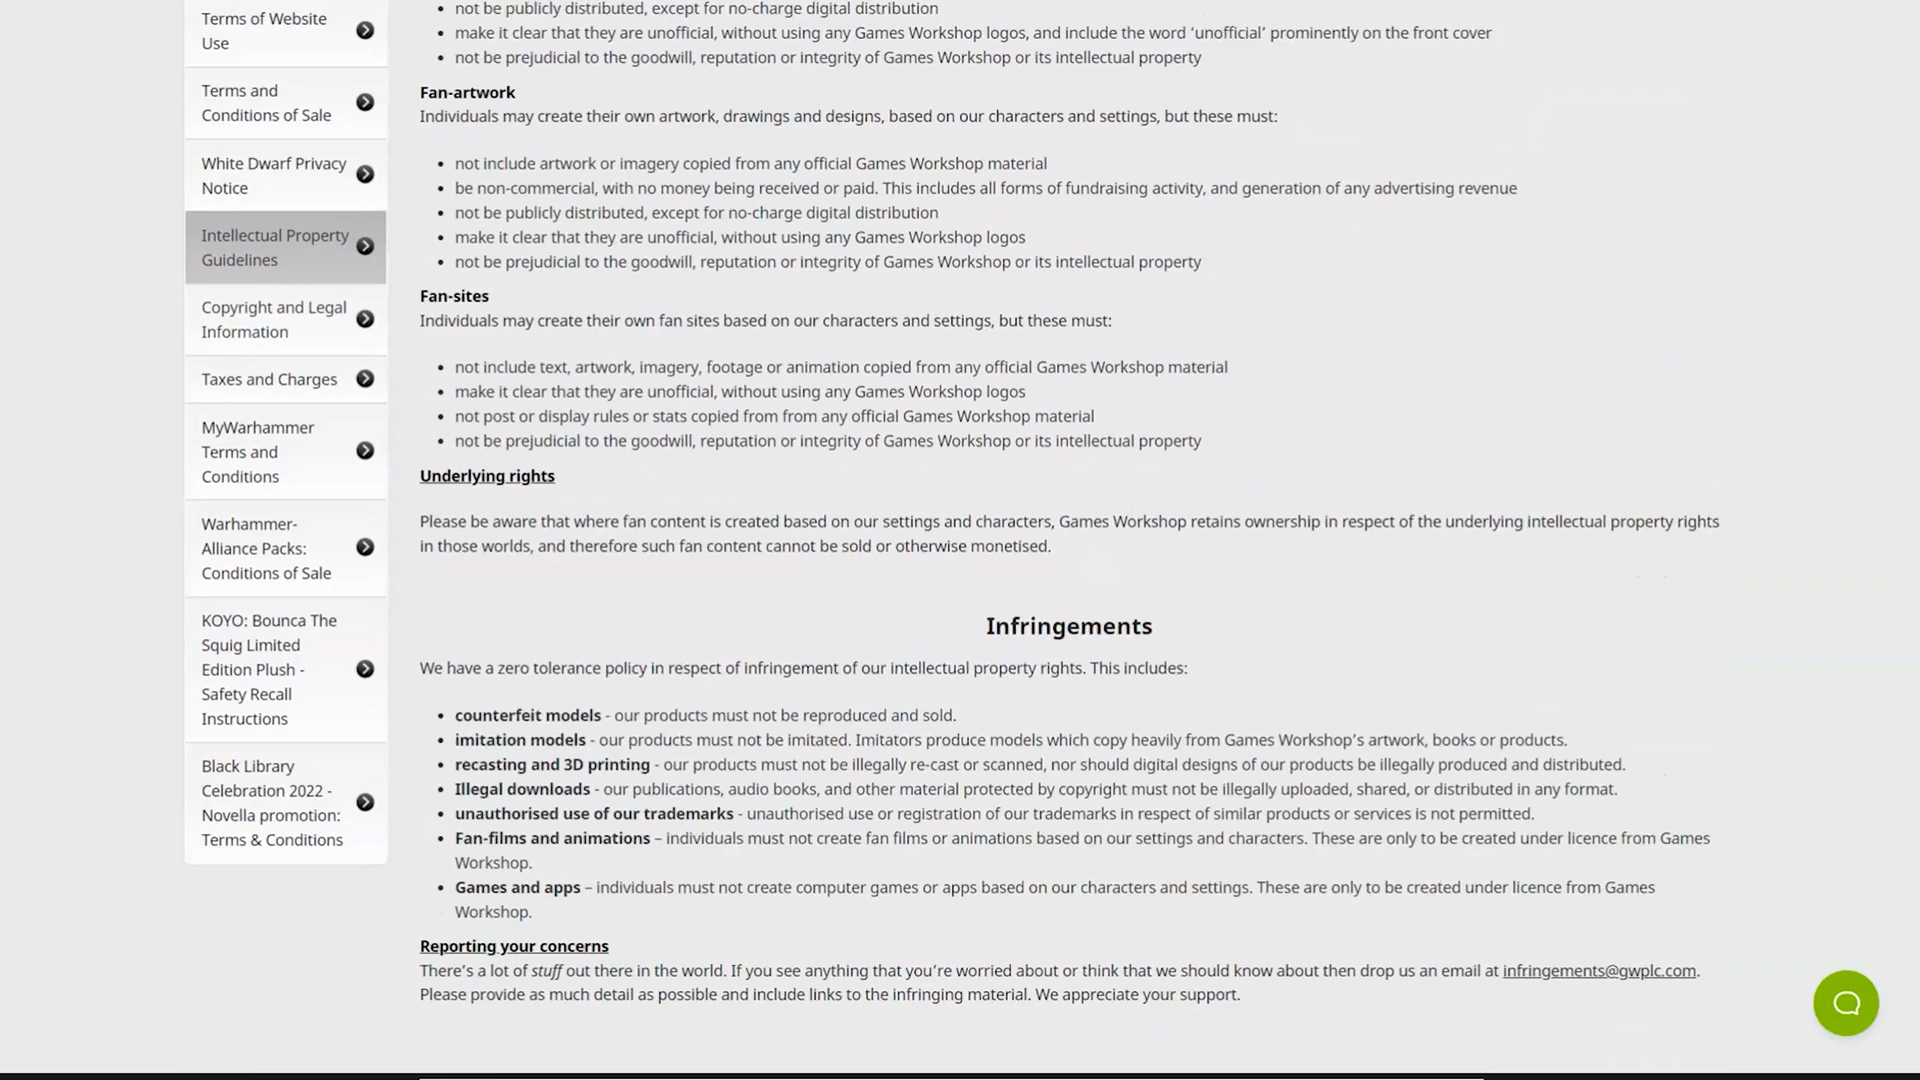 Terms of Website
Use
Terms and
Conditions of Sale
White Dwarf Privacy
Notice
Intellectual Property
Guidelines
Copyright and Legal
Information
Taxes and Charges
MyWarhammer
Terms and
Conditions
Warhammer-
Alliance Packs:
Conditions of Sale
KOYO: Bounca The
Squig Limited
Edition Plush -
Safety Recall
Instructions
Black Library
Celebration 2022 -
Novella promotion:
Terms & Conditions
• not be publicly distributed, except for no-charge digital distribution
• make it clear that they are unofficial, without using any Games Workshop logos, and include the word ‘unofficial’ prominently on the front cover
• not be prejudicial to the goodwill, reputation or integrity of Games Workshop or its intellectual property
Fan-artwork
Individuals may create their own artwork, drawings and designs, based on our characters and settings, but these must:
• not include artwork or imagery copied from any official Games Workshop material
• be non-commercial, with no money being received or paid. This includes all forms of fundraising activity, and generation of any advertising revenue
• not be publicly distributed, except for no-charge digital distribution
• make it clear that they are unofficial, without using any Games Workshop logos
• not be prejudicial to the goodwill, reputation or integrity of Games Workshop or its intellectual property
Fan-sites
Individuals may create their own fan sites based on our characters and settings, but these must:
• not include text, artwork, imagery, footage or animation copied from any official Games Workshop material
• make it clear that they are unofficial, without using any Games Workshop logos
• not post or display rules or stats copied from from any official Games Workshop material
• not be prejudicial to the goodwill, reputation or integrity of Games Workshop or its intellectual property
Underlying rights
Please be aware that where fan content is created based on our settings and characters, Games Workshop retains ownership in respect of the underlying intellectual property rights
in those worlds, and therefore such fan content cannot be sold or otherwise monetised.
Infringements
We have a zero tolerance policy in respect of infringement of our intellectual property rights. This includes:
• counterfeit models - our products must not be reproduced and sold.
• imitation models - our products must not be imitated. Imitators produce models which copy heavily from Games Workshop’s artwork, books or products.
• recasting and 3D printing - our products must not be illegally re-cast or scanned, nor should digital designs of our products be illegally produced and distributed.
• Illegal downloads - our publications, audio books, and other material protected by copyright must not be illegally uploaded, shared, or distributed in any format.
• unauthorised use of our trademarks - unauthorised use or registration of our trademarks in respect of similar products or services is not permitted.
• Fan-films and animations – individuals must not create fan films or animations based on our settings and characters. These are only to be created under licence from Games
Workshop.
• Games and apps – individuals must not create computer games or apps based on our characters and settings. These are only to be created under licence from Games
Workshop.
Reporting your concerns
There’s a lot of stuff out there in the world. If you see anything that you’re worried about or think that we should know about then drop us an email at infringements@gwplc.com.
Please provide as much detail as possible and include links to the infringing material. We appreciate your support.